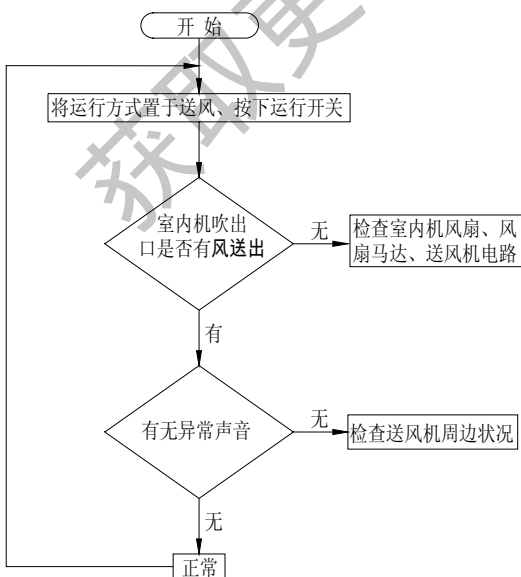 开 始
将运行方式置于送风、按下运行开关
室内机吹出
口是否有风送出
无
检查室内机风扇、风
扇马达、送风机电路
有
有无异常声音
无
检查送风机周边状况
无
正常
获取更